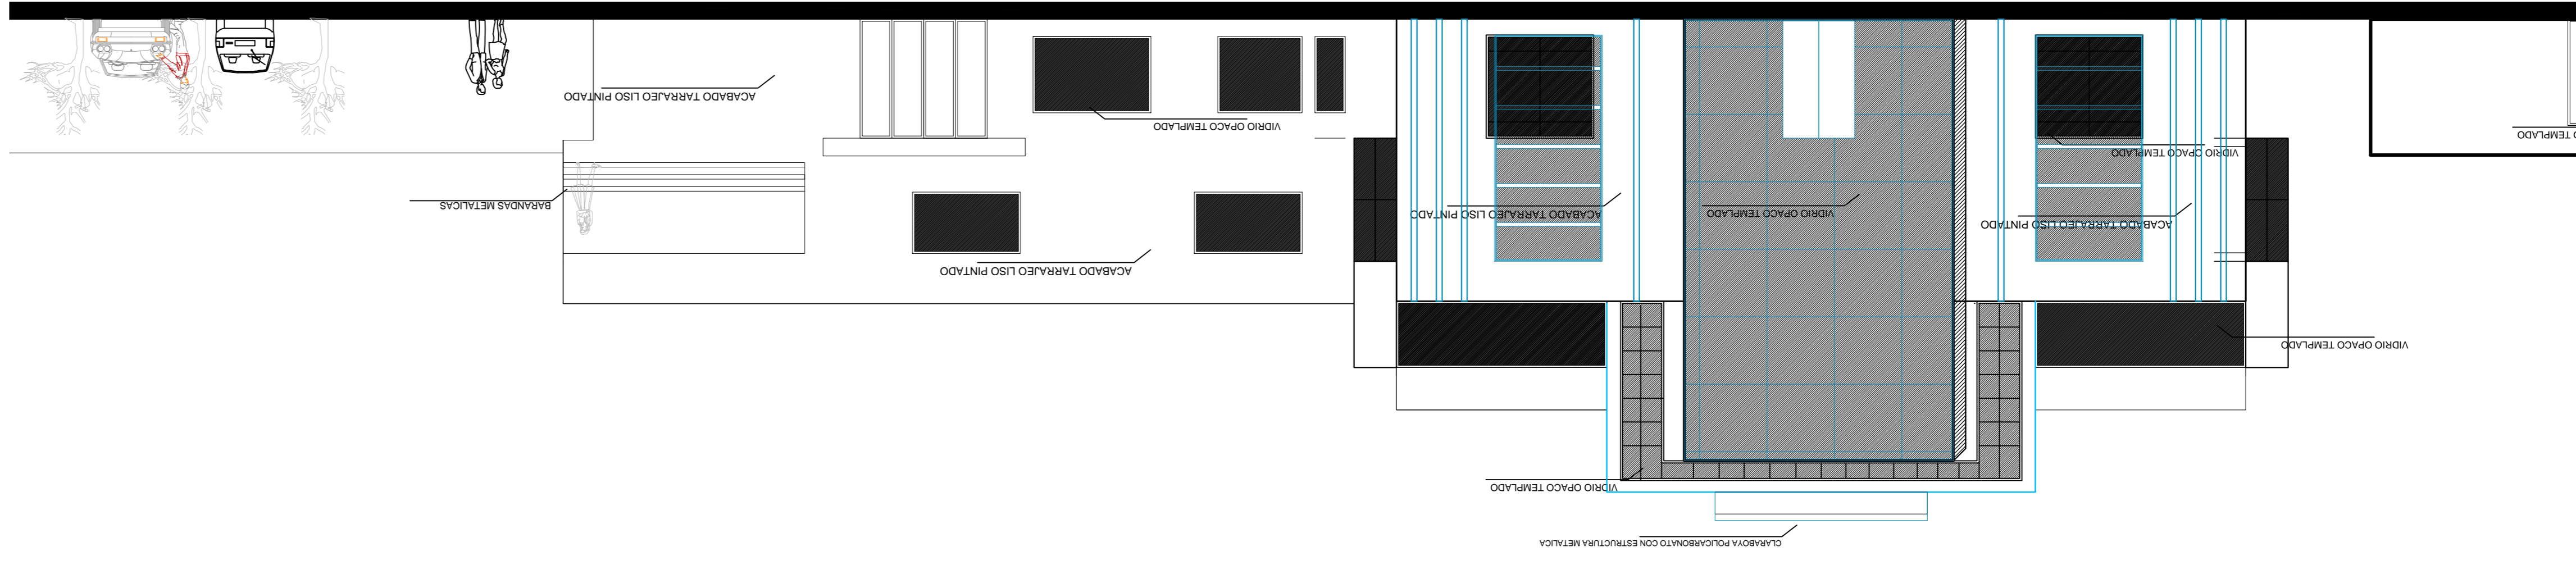 CLARABOYA POLICARBONATO CON ESTRUCTURA METALICA
VIDRIO OPACO TEMPLADO
VIDRIO OPACO TEMPLADO
ACABADO TARRAJEO LISO PINTADO
ACABADO TARRAJEO LISO PINTADO
VIDRIO OPACO TEMPLADO
ACABADO TARRAJEO LISO PINTADO
BARANDAS METALICAS
VIDRIO OPACO TEMPLADO
TEMPLADO
VIDRIO OPACO TEMPLADO
ACABADO TARRAJEO LISO PINTADO